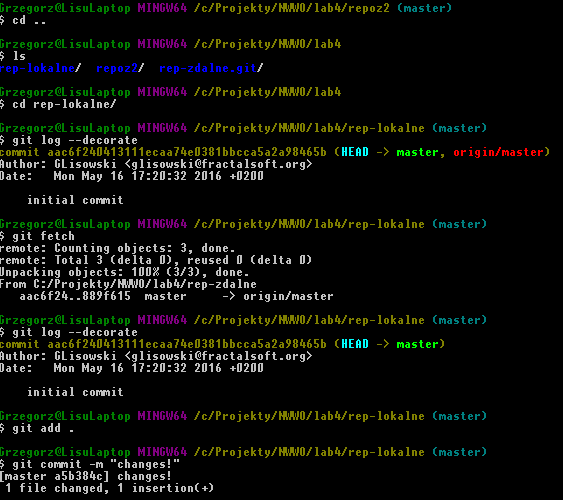 Grzegorz@LisuLaptop MINGW64 /c/Projekty/NWWO/lab4/repoz2 (master)
$ cd ..
Grzegorz@LisuLaptop MINGW64 /c/Projekty/NWWO/lab4
$ ls
rep-lokalne/  repoz2/  rep-zdalne.git/
Grzegorz@LisuLaptop MINGW64 /c/Projekty/NWWO/lab4
$ cd rep-lokalne/
Grzegorz@LisuLaptop MINGW64 /c/Projekty/NWWO/lab4/rep-lokalne (master)
$ git log --decorate
commit aac6f240413111ecaa74e0381bbcca5a2a98465b (HEAD -> master, origin/master)
Author: GLisowski <glisowski@fractalsoft.org>
Date:   Mon May 16 17:20:32 2016 +0200
initial commit
Grzegorz@LisuLaptop MINGW64 /c/Projekty/NWWO/lab4/rep-lokalne (master)
$ git fetch
remote: Counting objects: 3, done.
remote: Total 3 (delta 0), reused 0 (delta 0)
Unpacking objects: 100% (3/3), done.
From C:/Projekty/NWWO/lab4/rep-zdalne
aac6f24..889f615  master     -> origin/master
Grzegorz@LisuLaptop MINGW64 /c/Projekty/NWWO/lab4/rep-lokalne (master)
$ git log --decorate
commit aac6f240413111ecaa74e0381bbcca5a2a98465b (HEAD -> master)
Author: GLisowski <glisowski@fractalsoft.org>
Date:   Mon May 16 17:20:32 2016 +0200
initial commit
Grzegorz@LisuLaptop MINGW64 /c/Projekty/NWWO/lab4/rep-lokalne (master)
$ git add .
Grzegorz@LisuLaptop MINGW64 /c/Projekty/NWWO/lab4/rep-lokalne (master)
$ git commit -m "changes!"
[master a5b384c] changes!
1 file changed, 1 insertion(+)